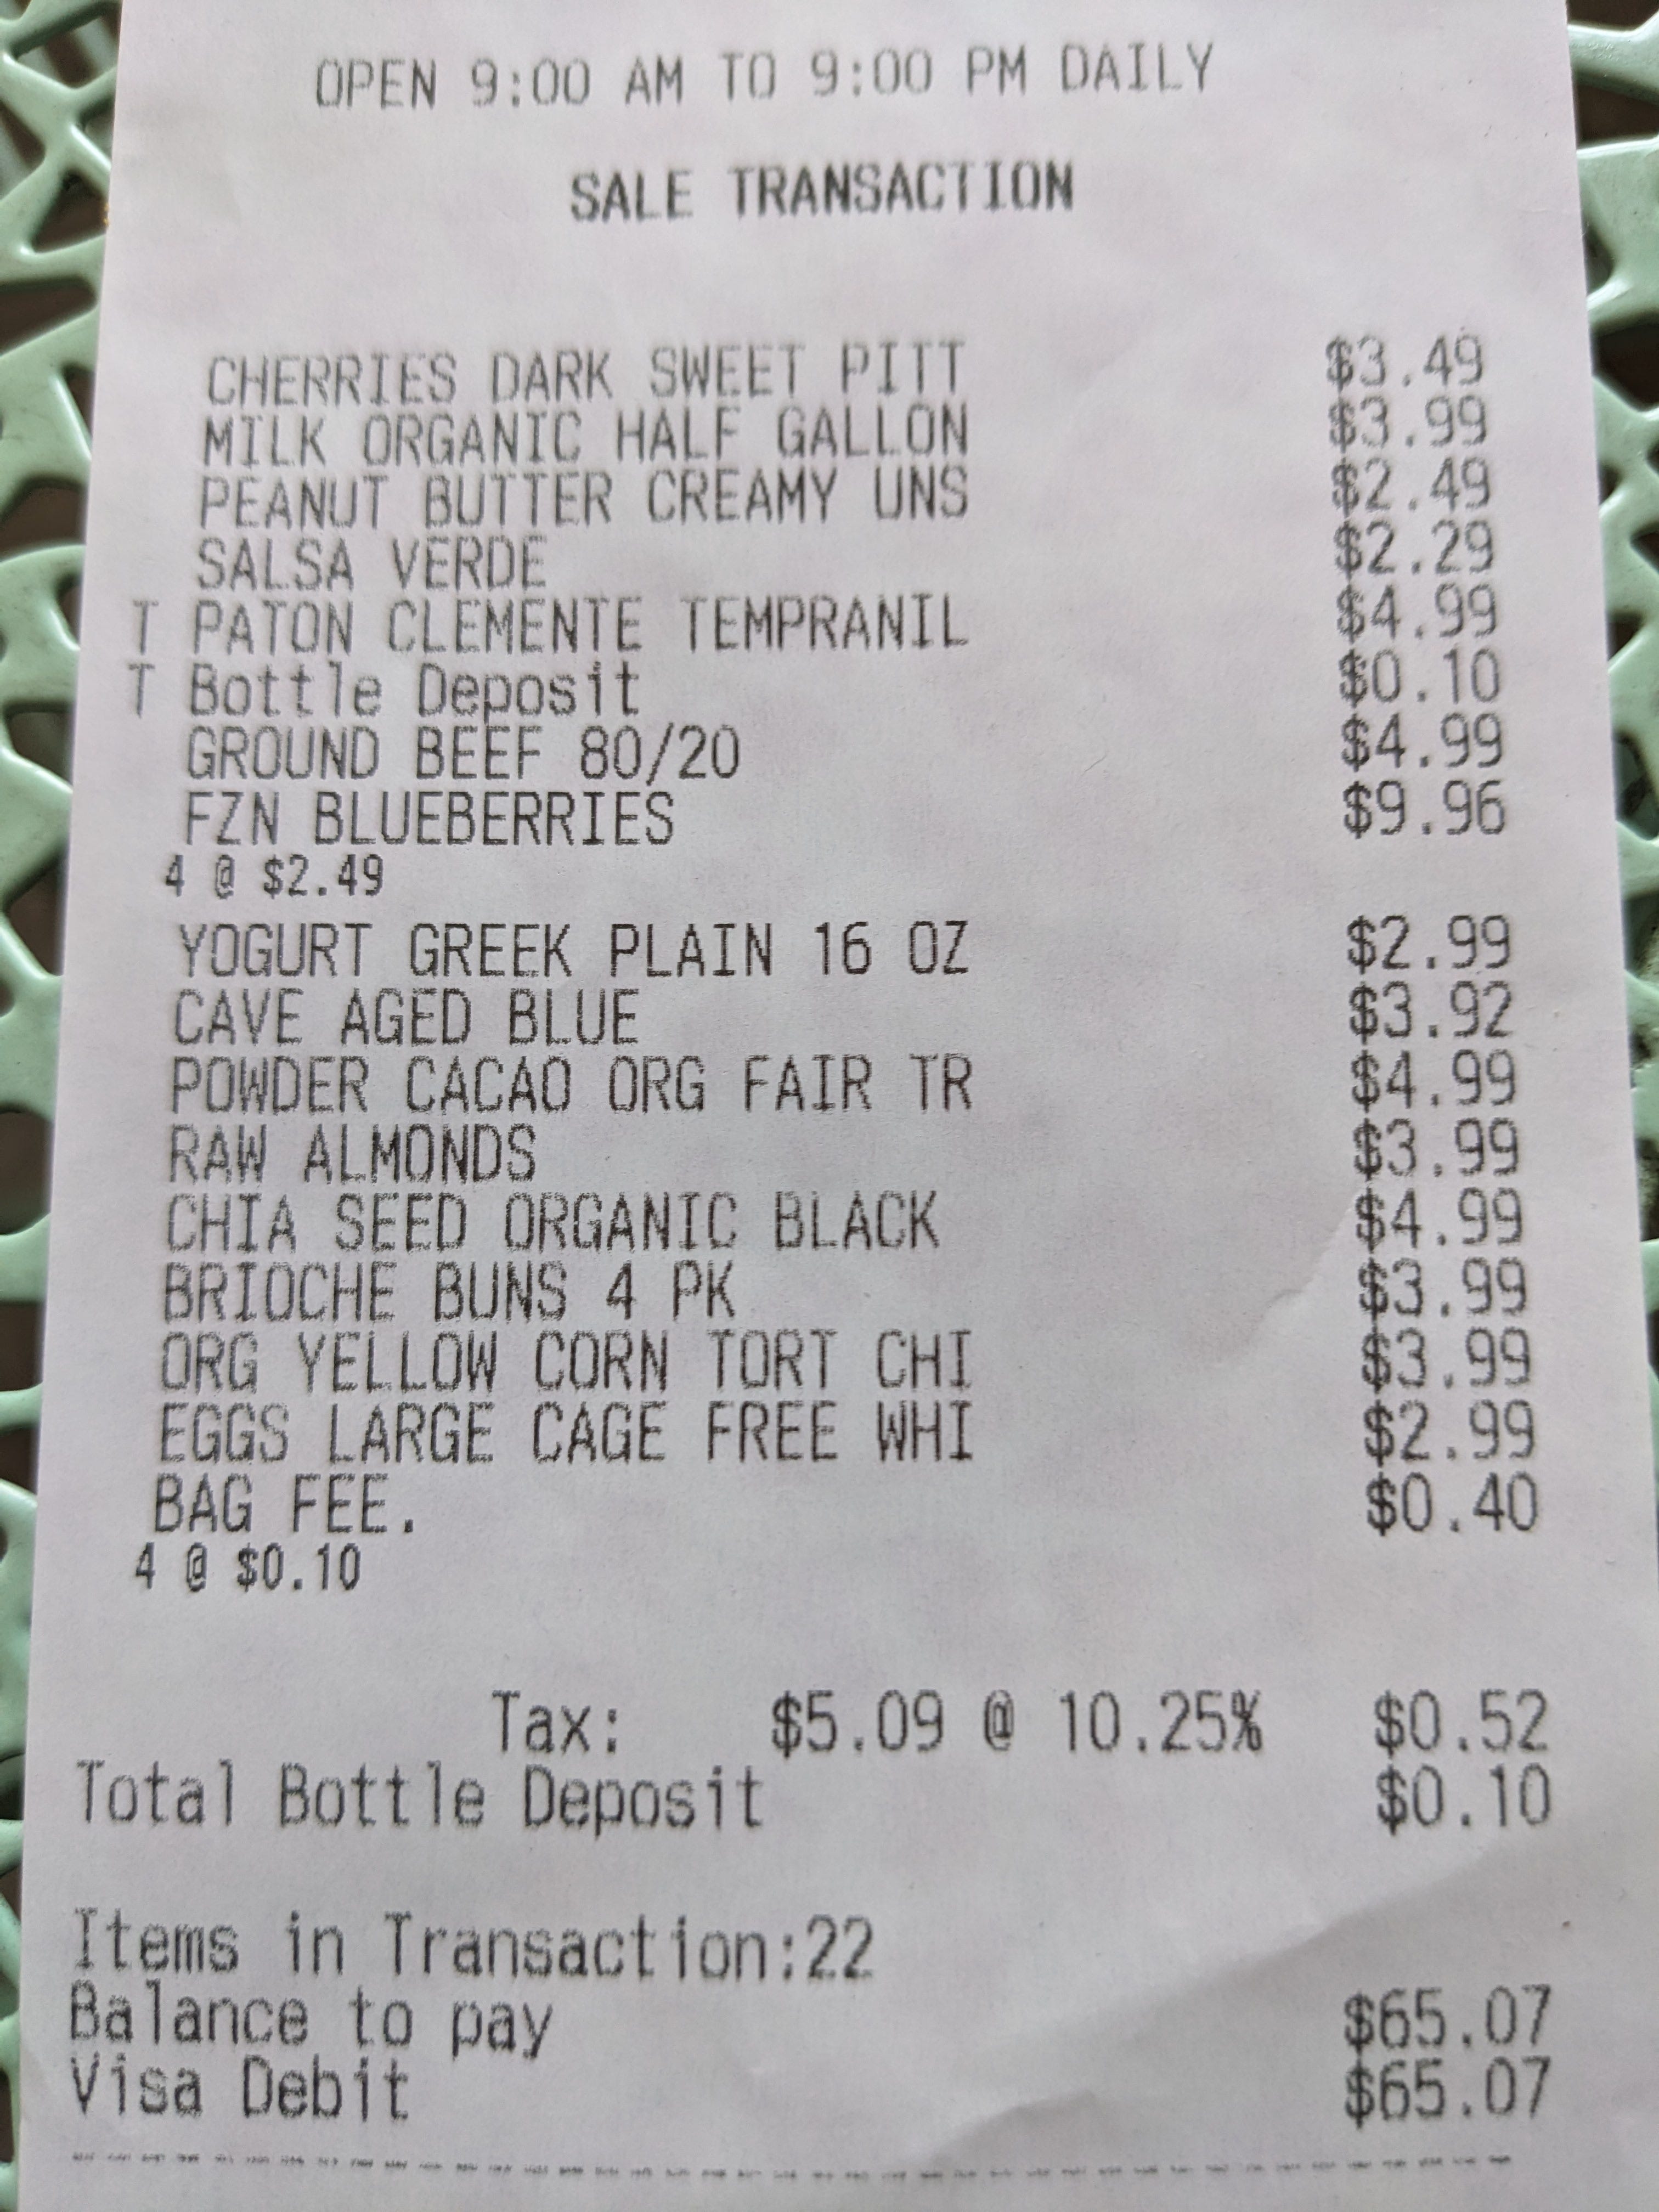 OPEN 9:00 AM TO 9:00 PM DAILY
SALE TRANSACTION
CHERRIES DARK SWEET PITT $3.49
MILK ORGANIC HALF GALLON $3.99
PEANUT BUTTER CREAMY UNS $2.49
SALSA VERDE $2.29
T PATON CLEMENTE TEMPRANIL $4.99
T Bottle Deposit $0.10
GROUND BEEF 80/20 $4.99
FZN BLUEBERRIES $9.96
4 @ $2.49
YOGURT GREEK PLAIN 16 OZ $2.99
CAVE AGED BLUE $3.92
POWDER CACAO ORG FAIR TR $4.99
RAW ALMONDS $3.99
CHIA SEED ORGANIC BLACK $4.99
BRIOCHE BUNS 4 PK $3.99
ORG YELLOW CORN TORT CHI $3.99
EGGS LARGE CAGE FREE WHI $2.99
BAG FEE. $0.40
4 @ $0.10
Tax: $5.09 @ 10.25% $0.52
Total Bottle Deposit $0.10
Items in Transaction:22
Balance to pay $65.07
Visa Debit $65.07